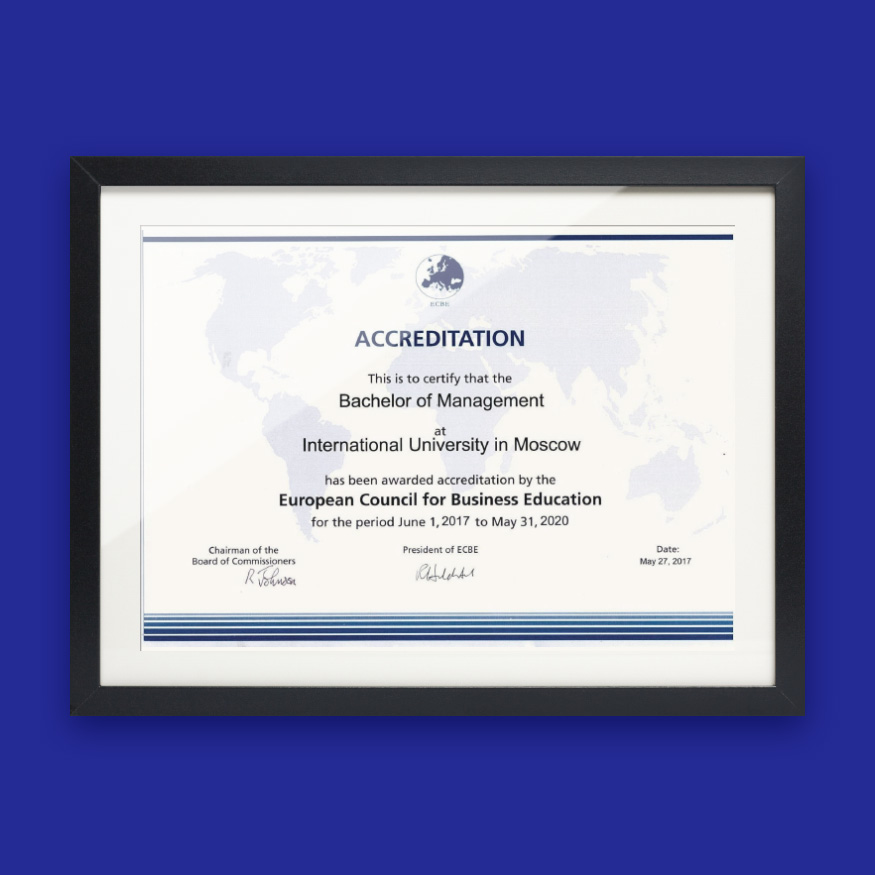 ECBE
ACCREDITATION
This is to certify that the
Bachelor of Management
at
International University in Moscow
has been awarded accreditation by the
European Council for Business Education
for the period June 1, 2017 to May 31, 2020
Chairman of the
Board of Commissioners
R Johnson
President of ECBE
Date:
May 27, 2017